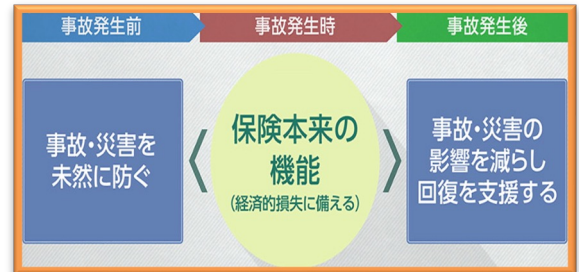 事故発生前
事故発生時
事故発生後
事故・災害を
未然に防ぐ
保険本来の
機能
(経済的損失に備える)
事故・災害の
影響を減らし
回復を支援する